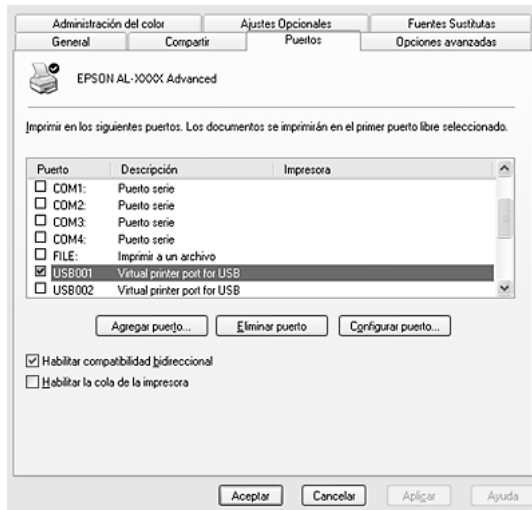 Administración del color Ajustes Opcionales Fuentes Sustitutas
General Compartir Puertos Opciones avanzadas
EPSON AL-XXXX Advanced
Imprimir en los siguientes puertos. Los documentos se imprimirán en el primer puerto libre seleccionado.
Puerto Descripción Impresora
COM1: Puerto serie
COM2: Puerto serie
COM3: Puerto serie
COM4: Puerto serie
FILE: Imprimir a un archivo
USB001 Virtual printer port for USB
USB002 Virtual printer port for USB
Agregar puerto... Eliminar puerto Configurar puerto...
Habilitar compatibilidad bidireccional
Habilitar la cola de la impresora
Aceptar Cancelar Aplicar Ayuda